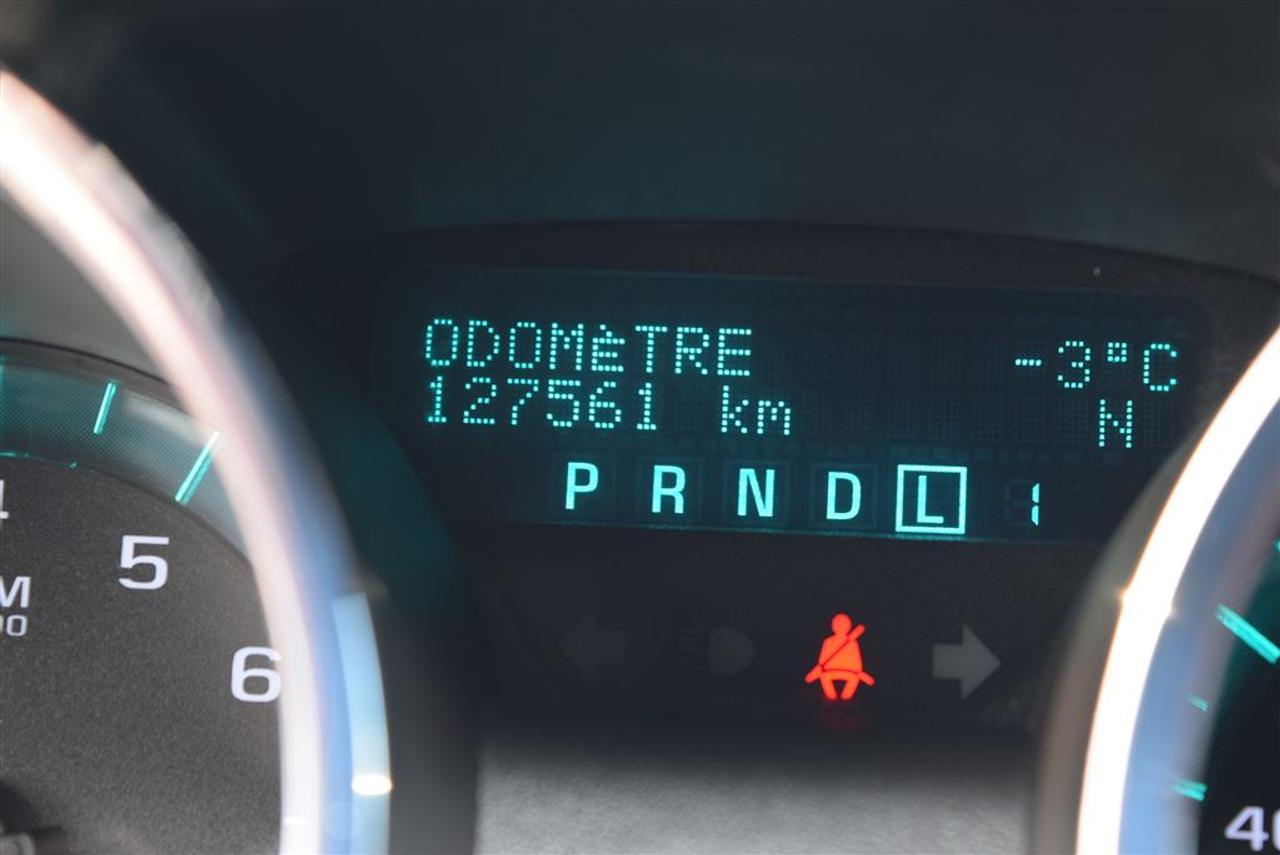 ODOMèTRE -3°C
127561 km N
P R N D L 1
5
6